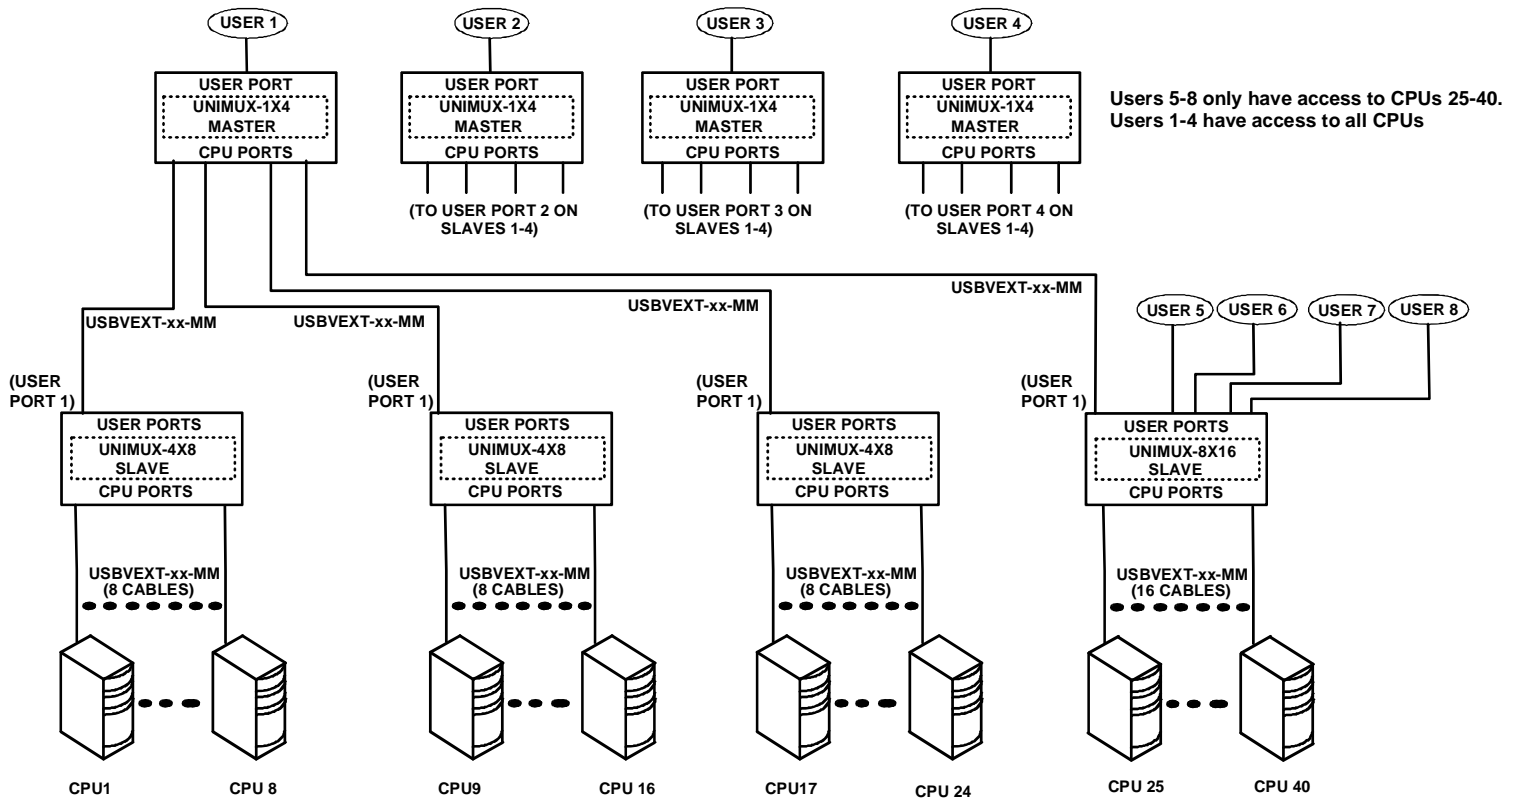 USER 1
USER 2
USER 3
USER 4
USER PORT
UNIMUX-1X4
MASTER
CPU PORTS
USER PORT
UNIMUX-1X4
MASTER
CPU PORTS
USER PORT
UNIMUX-1X4
MASTER
CPU PORTS
USER PORT
UNIMUX-1X4
MASTER
CPU PORTS
Users 5-8 only have access to CPUs 25-40.
Users 1-4 have access to all CPUs
(TO USER PORT 2 ON
SLAVES 1-4)
(TO USER PORT 3 ON
SLAVES 1-4)
(TO USER PORT 4 ON
SLAVES 1-4)
USBVEXT-xx-MM
USBVEXT-xx-MM
USBVEXT-xx-MM
USBVEXT-xx-MM
USER 5
USER 6
USER 7
USER 8
(USER
PORT 1)
(USER
PORT 1)
(USER
PORT 1)
(USER
PORT 1)
USER PORTS
UNIMUX-4X8
SLAVE
CPU PORTS
USER PORTS
UNIMUX-4X8
SLAVE
CPU PORTS
USER PORTS
UNIMUX-4X8
SLAVE
CPU PORTS
USER PORTS
UNIMUX-8X16
SLAVE
CPU PORTS
USBVEXT-xx-MM
(8 CABLES)
USBVEXT-xx-MM
(8 CABLES)
USBVEXT-xx-MM
(8 CABLES)
USBVEXT-xx-MM
(16 CABLES)
CPU1
CPU 8
CPU9
CPU 16
CPU17
CPU 24
CPU 25
CPU 40